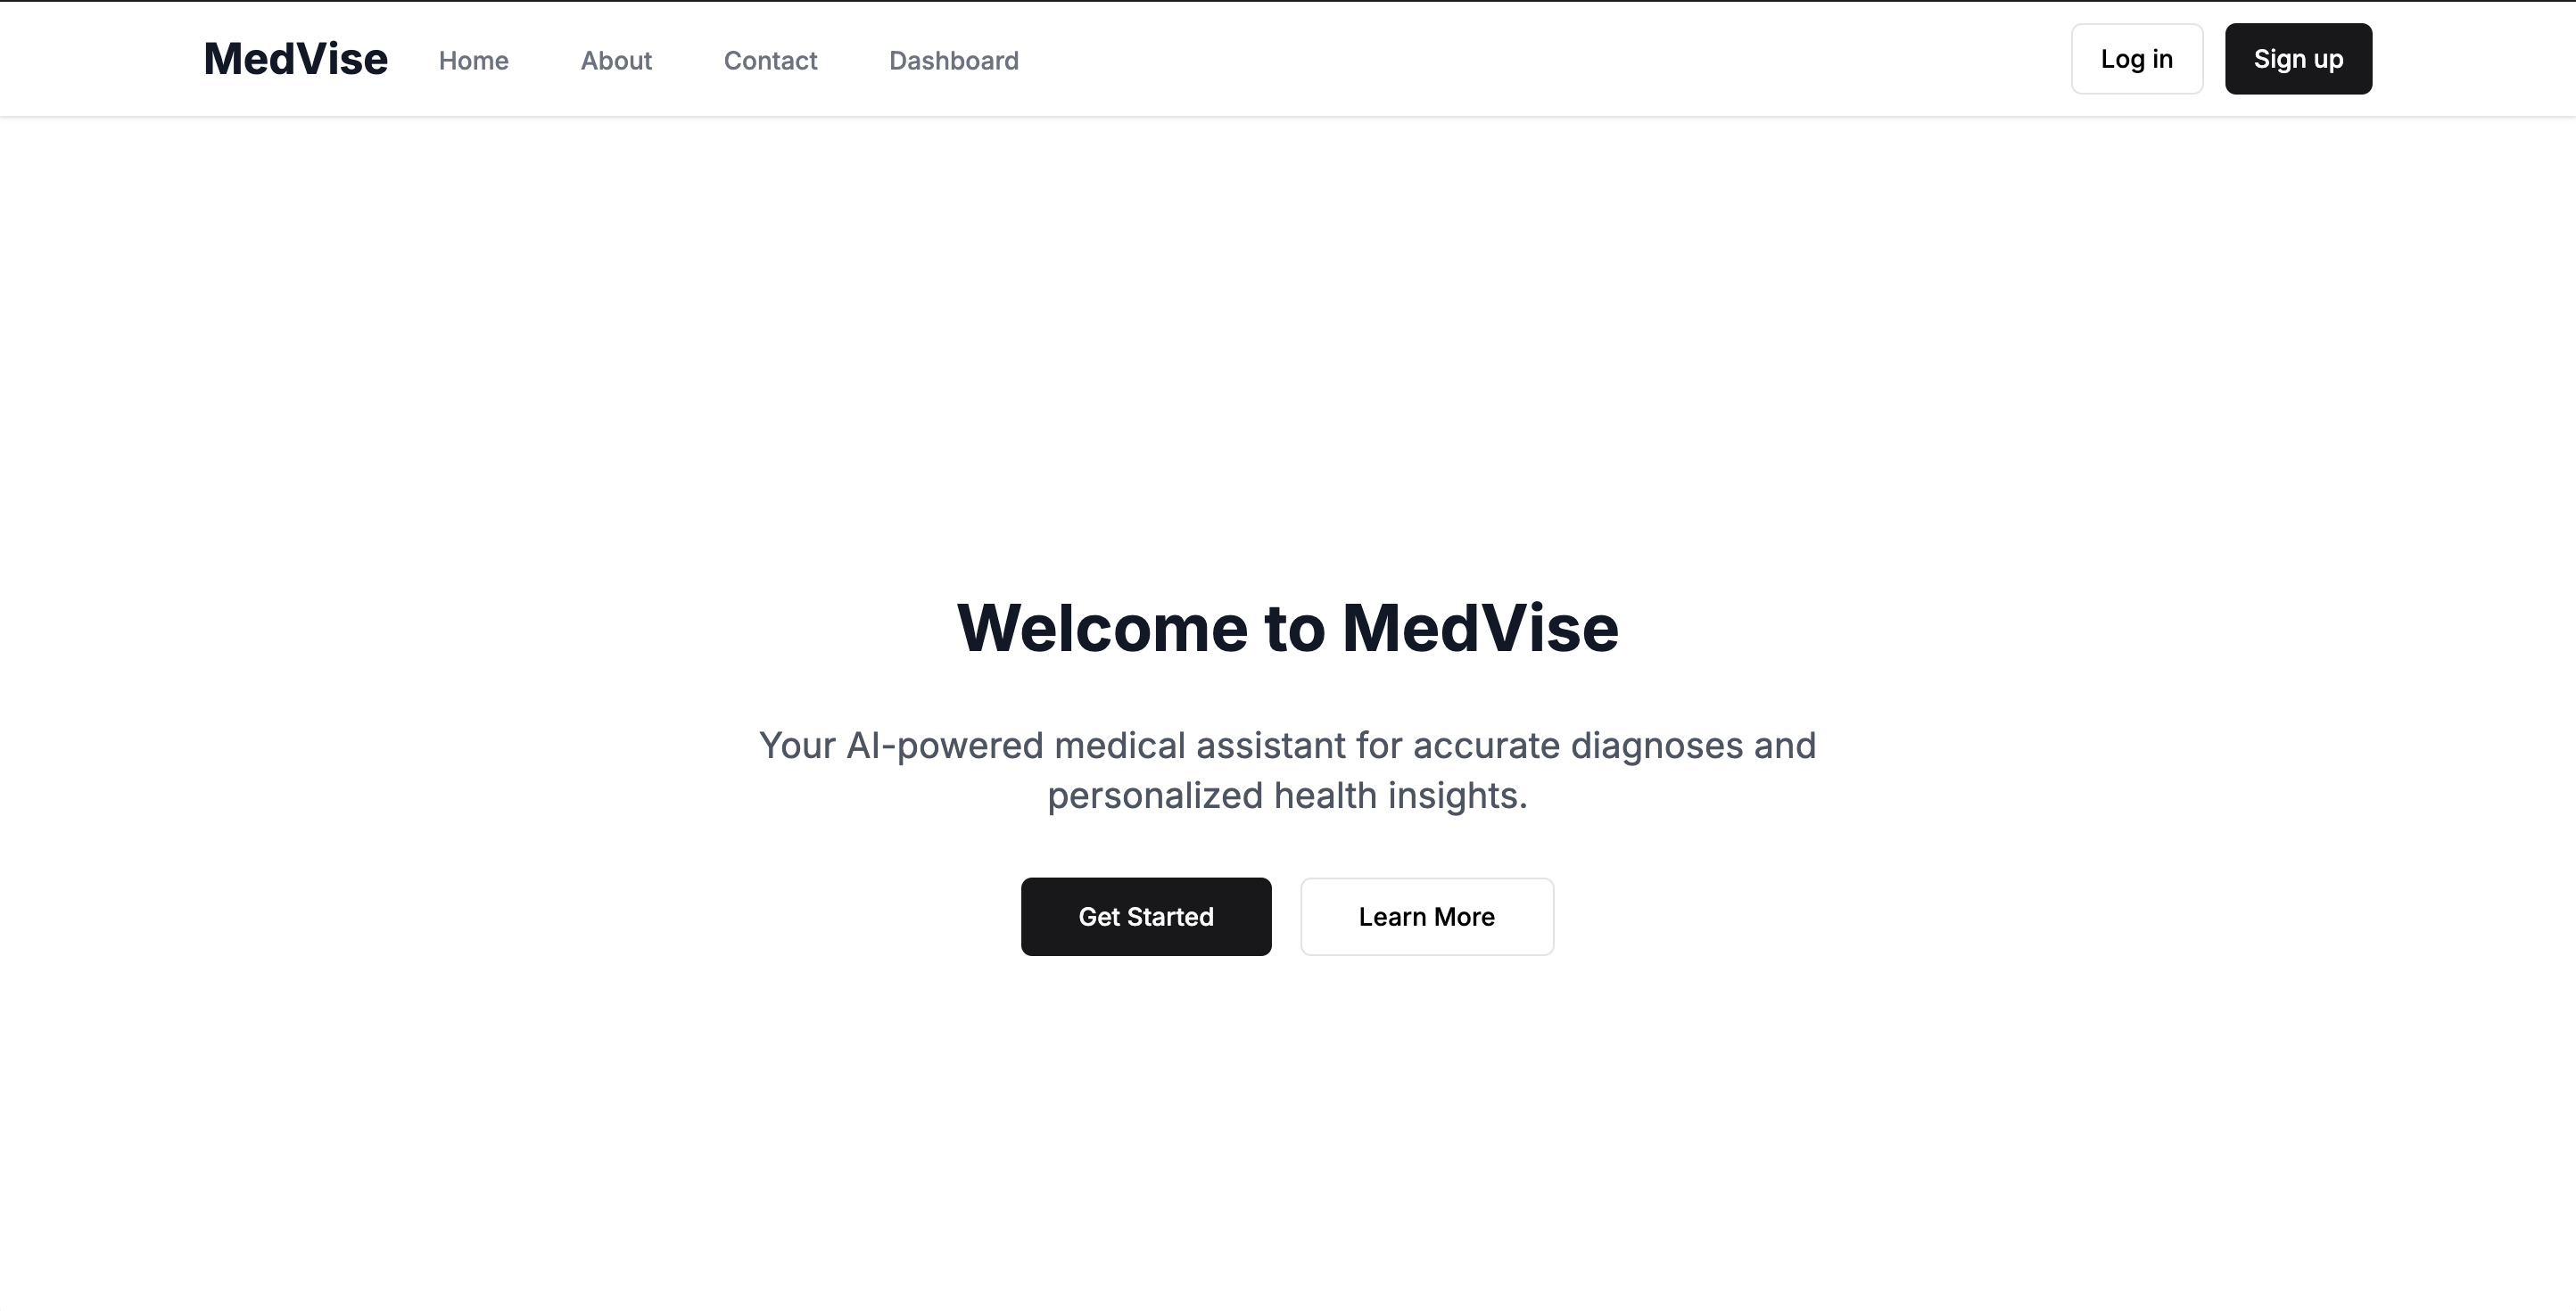 MedVise Home About Contact Dashboard Log in Sign up
Welcome to MedVise
Your AI-powered medical assistant for accurate diagnoses and
personalized health insights.
Get Started Learn More